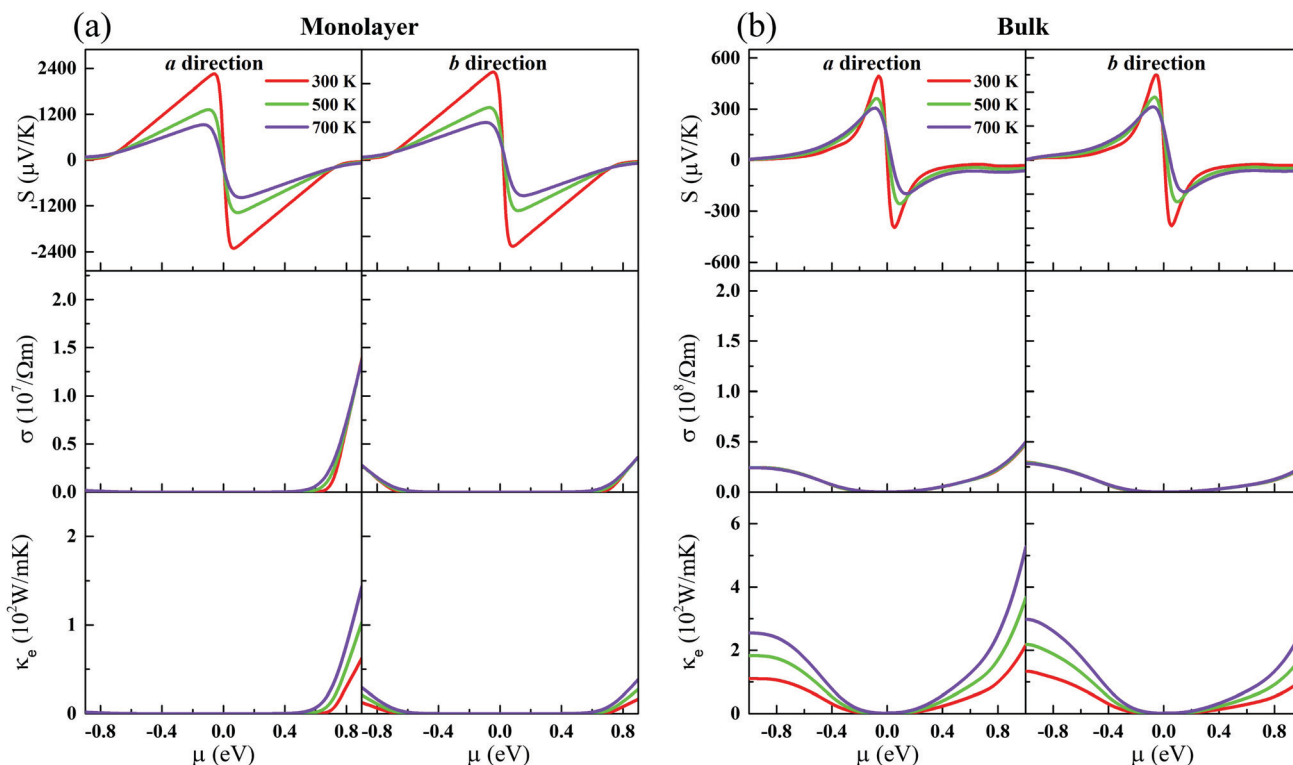 (a) Monolayer
a direction
b direction
300 K
500 K
700 K
S (μV/K)
2400
1200
0
-1200
-2400
σ (10⁷/Ωm)
2.0
1.5
1.0
0.5
0.0
κₑ (10²W/mK)
2
1
0
-0.8 -0.4 0.0 0.4 0.8
-0.8 -0.4 0.0 0.4 0.8
μ (eV) μ (eV)
(b) Bulk
a direction
b direction
300 K
500 K
700 K
S (μV/K)
600
300
0
-300
-600
σ (10⁸/Ωm)
2.0
1.5
1.0
0.5
0.0
κₑ (10²W/mK)
6
4
2
0
-0.8 -0.4 0.0 0.4 0.8
-0.8 -0.4 0.0 0.4 0.8
μ (eV) μ (eV)